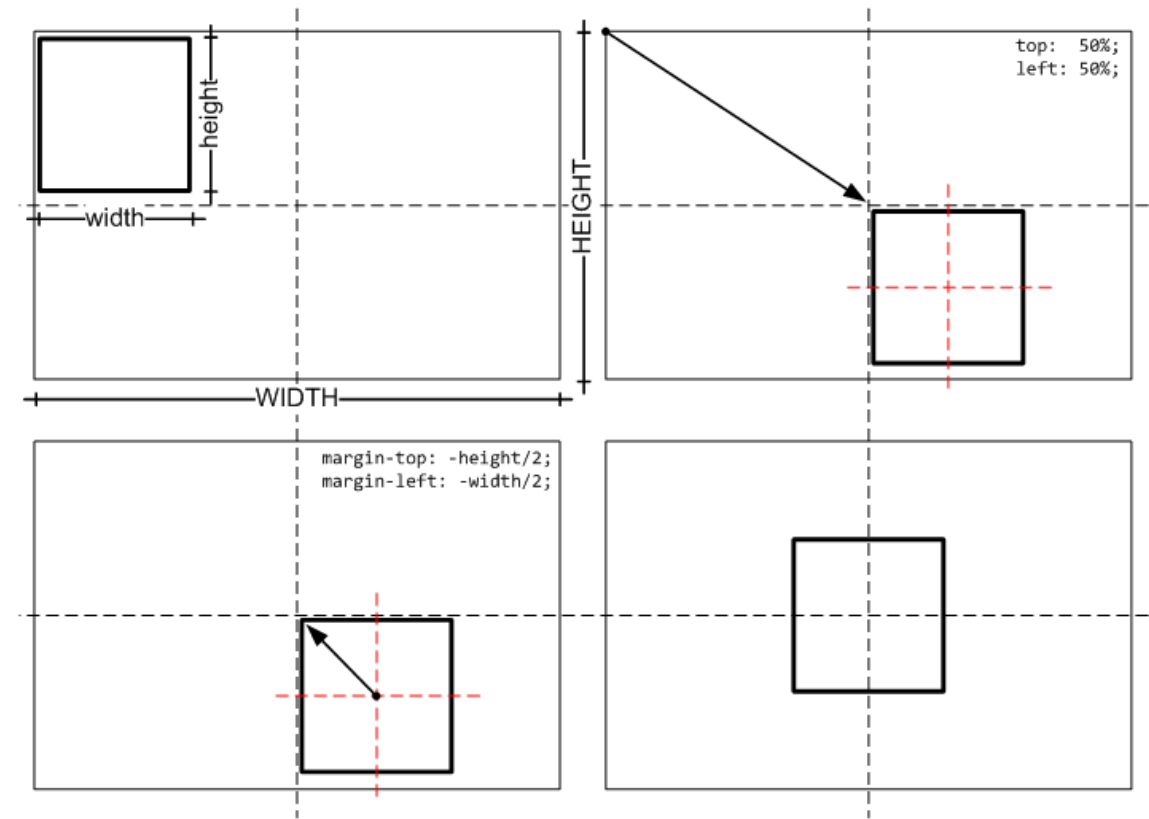 height
width
WIDTH
HEIGHT
top:  50%;
left: 50%;
margin-top: -height/2;
margin-left: -width/2;